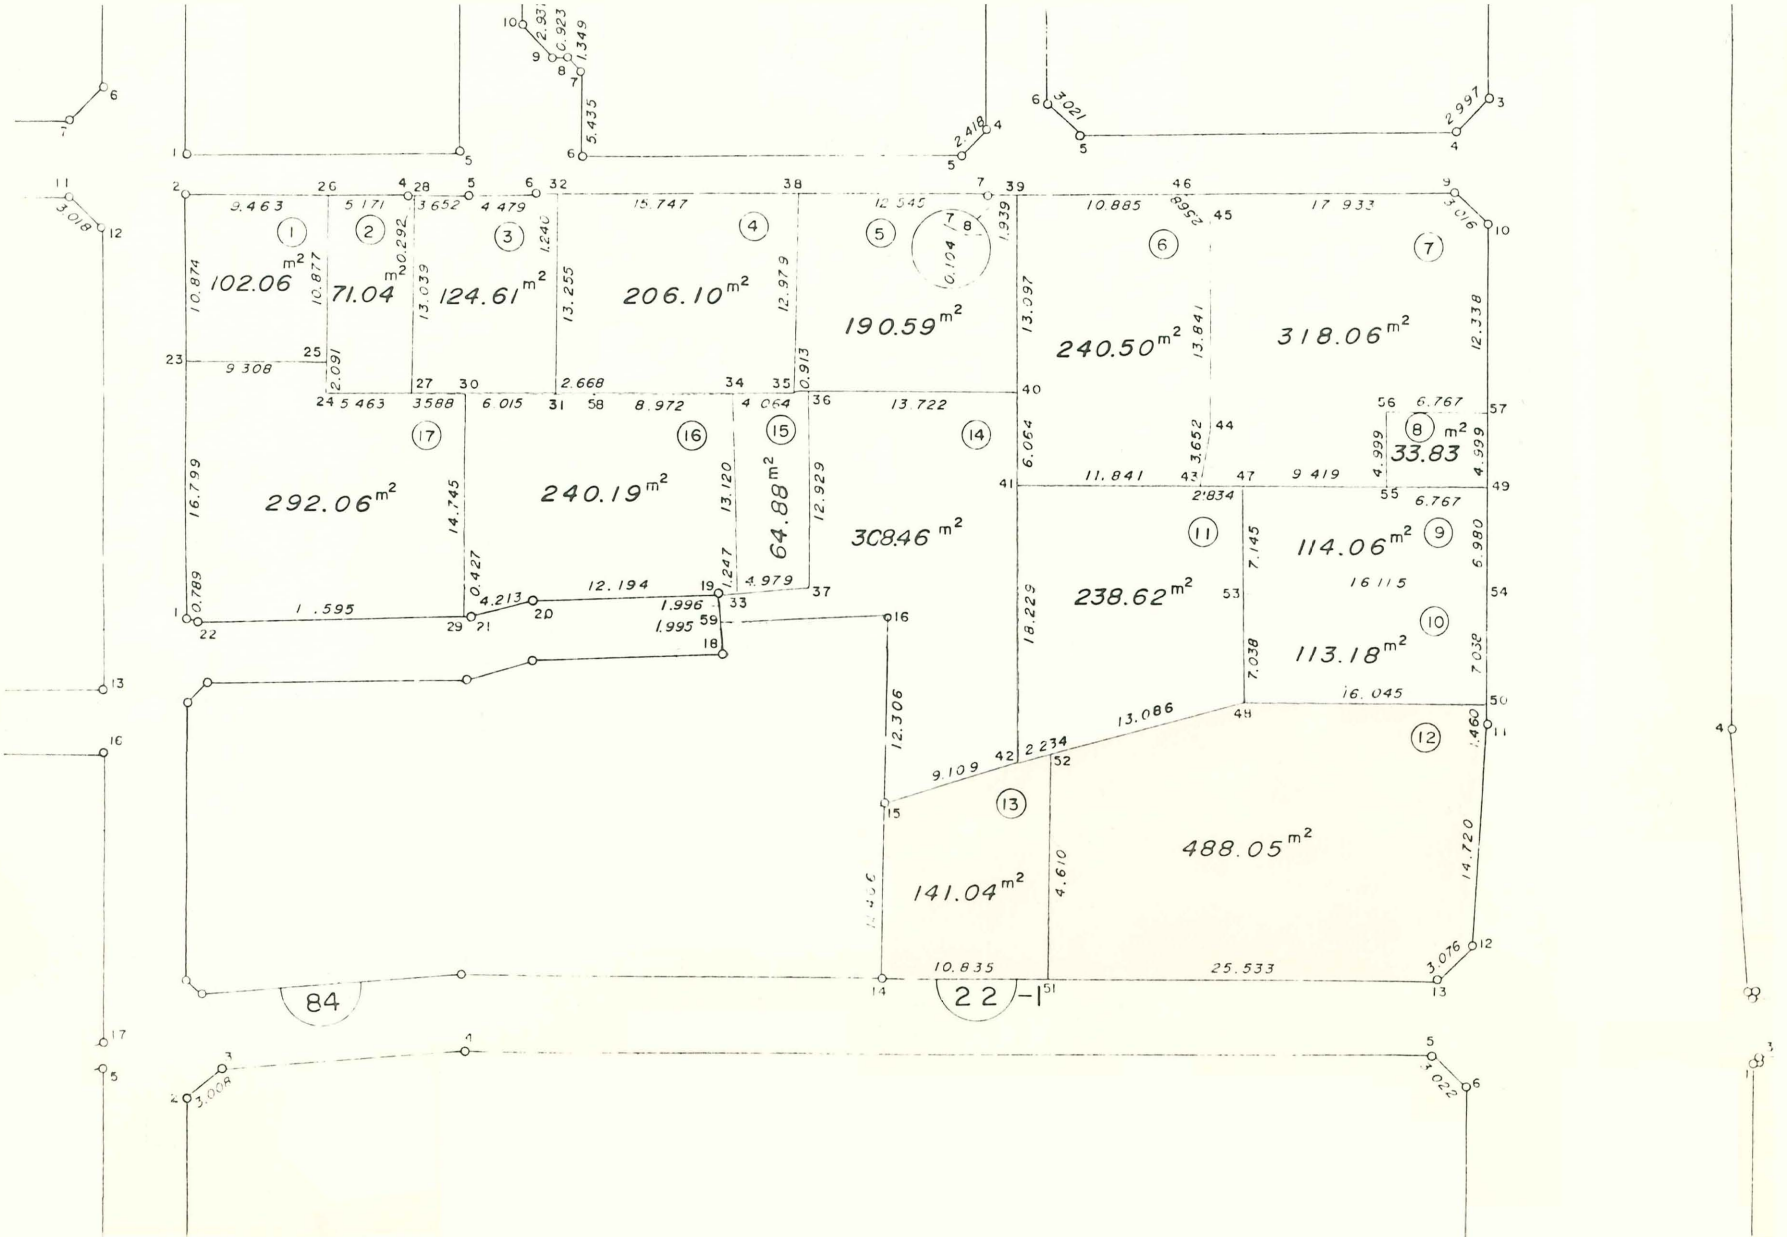 10 2.931 0.923 1.349
9 8 7
6 3.021 3
2.997
7 5.435 2.418 4 5 4
1 5 6 5
11 2 26 4 28 5 6 32 38 7 39 46 9
3.018 12 9.463 5 171 3 652 4 479 15.747 12 545 10.885 2.568 45 17 933 3.016 10
① ② 0.292 ③ 1.240 ④ ⑤ 7 8 0.194 1.939 ⑥ ⑦
10.874 102.06 m² 10.877 71.04 m² 13.039 124.61 m² 13.255 206.10 m² 12.979 190.59 m² 13.097 240.50 m² 13.841 318.06 m² 12.338
23 25 2.091
9 308
27 30 2.668 34 35 0.913 36 40
24 5 463 3588 6 015 31 58 8.972 4 064 13.722 56 6.767 57
⑰ ⑯ ⑮ ⑭ 6.064 3.652 44 4.999 ⑧ m² 33.83 4.999
41 11.841 43 47 9 419 49
2.834 55 6.767
16.799 292.06 m² 14.745 240.19 m² 13.120 64.88 m² 12.929 308.46 m² ⑪ 7.145 114.06 m² ⑨ 6.980
0.789 0.427 12.194 19 1.247 4.979 37 238.62 m² 53 16 115 54
1 22 29 21 4.213 20 1.996 33
1.995 59 16 18.229 ⑩
18 7.038 113.18 m² 7 038
16.045 50
13 12.306 13.086 48 1.460 11
16 9.109 42 2 234 52 ⑫ 4
15 ⑬
488.05 m² 14.720
141.04 m² 4.610
12
10.835 25.533 3.076
14 51 13
84 22 -1
17 3 4 5 3
5 2 3.008 3 022 6 1